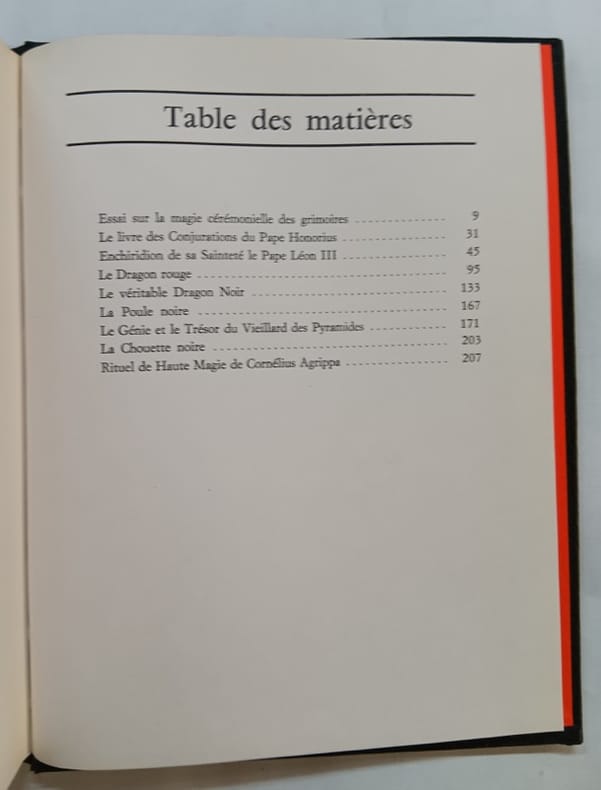 Table des matières
Essai sur la magie cérémonielle des grimoires 9
Le livre des Conjurations du Pape Honorius 31
Enchiridion de sa Sainteté le Pape Léon III 45
Le Dragon rouge 95
Le véritable Dragon Noir 133
La Poule noire 167
Le Génie et le Trésor du Vieillard des Pyramides 171
La Chouette noire 203
Rituel de Haute Magie de Cornélius Agrippa 207